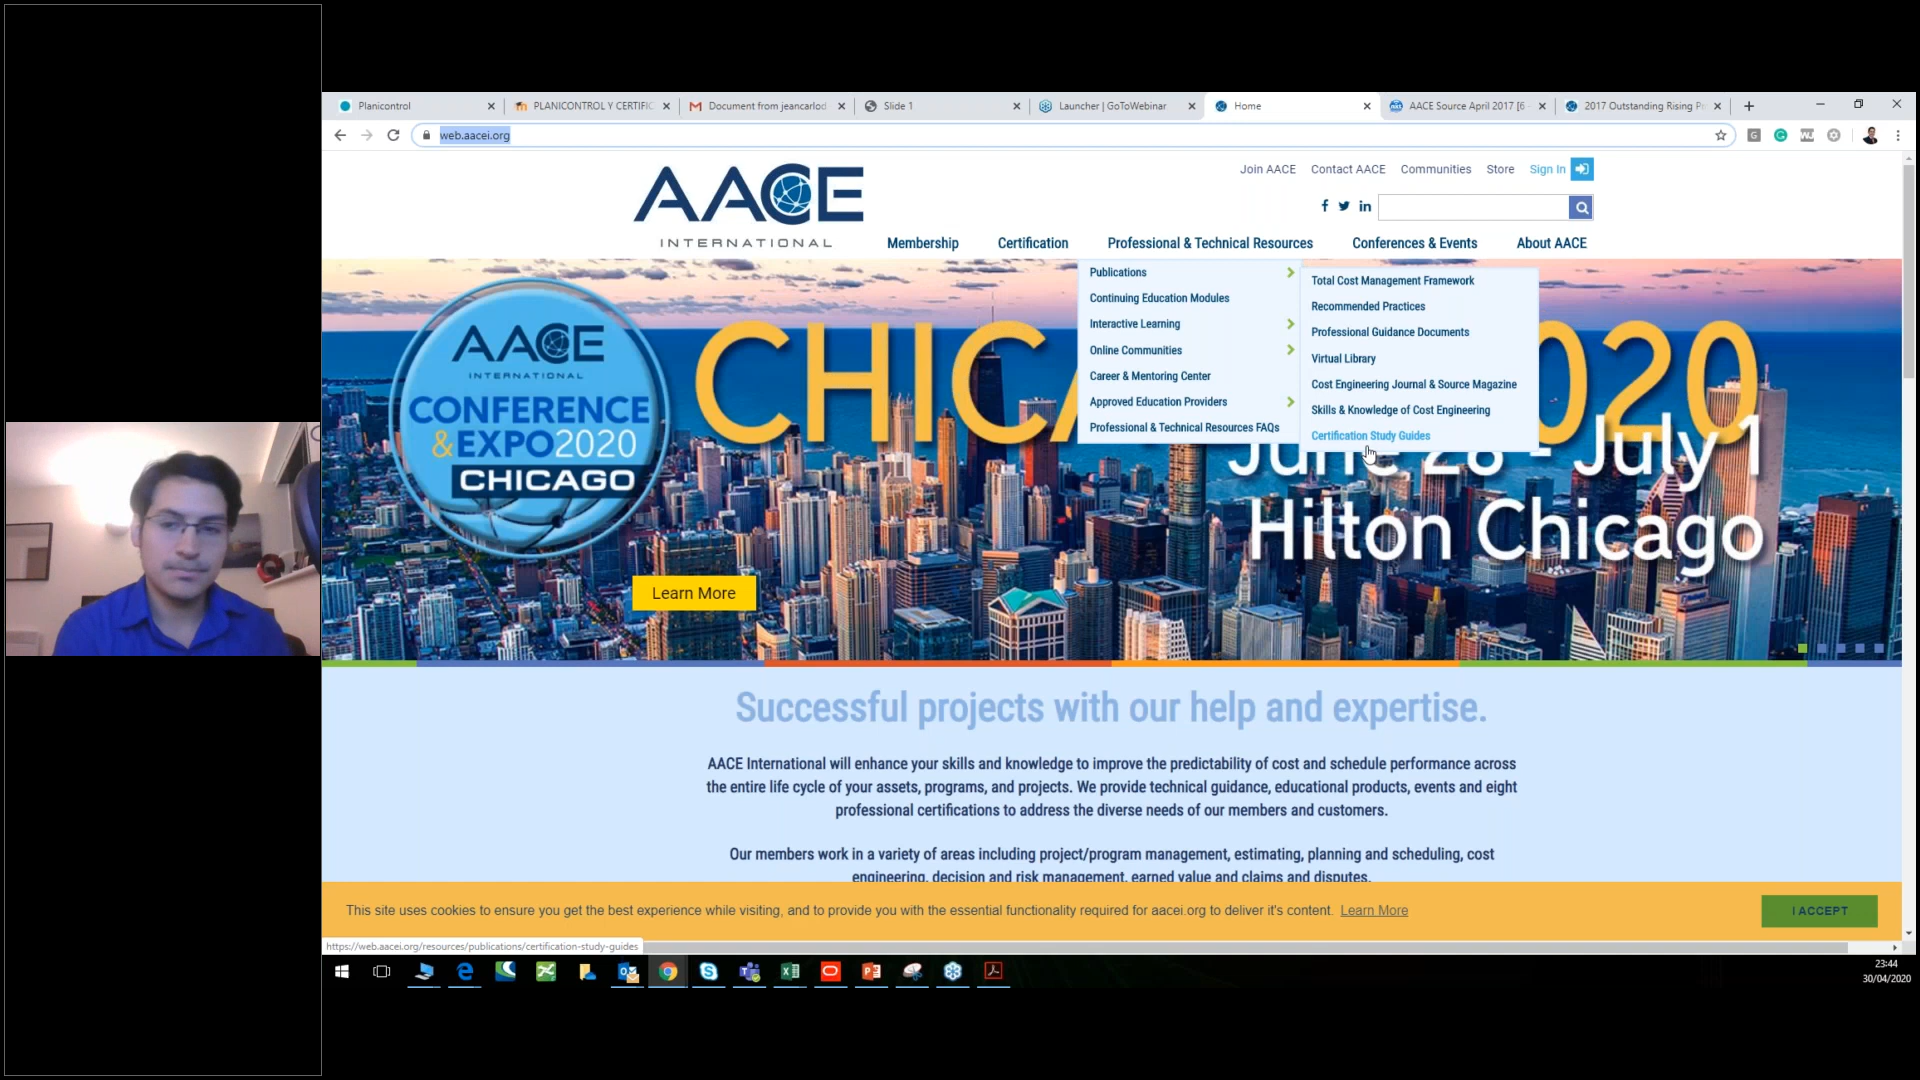 Planicontrol
PLANICONTROL Y CERTIFIC
Document from jeancarlod
Slide 1
Launcher | GoToWebinar
Home
AACE Source April 2017 [6
2017 Outstanding Rising Pr
web.aacei.org
Join AACE
Contact AACE
Communities
Store
Sign In
AACE
INTERNATIONAL
Membership
Certification
Professional & Technical Resources
Conferences & Events
About AACE
Publications
Continuing Education Modules
Interactive Learning
Online Communities
Career & Mentoring Center
Approved Education Providers
Professional & Technical Resources FAQs
Total Cost Management Framework
Recommended Practices
Professional Guidance Documents
Virtual Library
Cost Engineering Journal & Source Magazine
Skills & Knowledge of Cost Engineering
Certification Study Guides
AACE
INTERNATIONAL
CONFERENCE
&EXPO2020
CHICAGO
June 28 - July 1
Hilton Chicago
Learn More
Successful projects with our help and expertise.
AACE International will enhance your skills and knowledge to improve the predictability of cost and schedule performance across
the entire life cycle of your assets, programs, and projects. We provide technical guidance, educational products, events and eight
professional certifications to address the diverse needs of our members and customers.
Our members work in a variety of areas including project/program management, estimating, planning and scheduling, cost
engineering, decision and risk management, earned value and claims and disputes.
This site uses cookies to ensure you get the best experience while visiting, and to provide you with the essential functionality required for aacei.org to deliver it's content. Learn More
I ACCEPT
https://web.aacei.org/resources/publications/certification-study-guides
23:44
30/04/2020